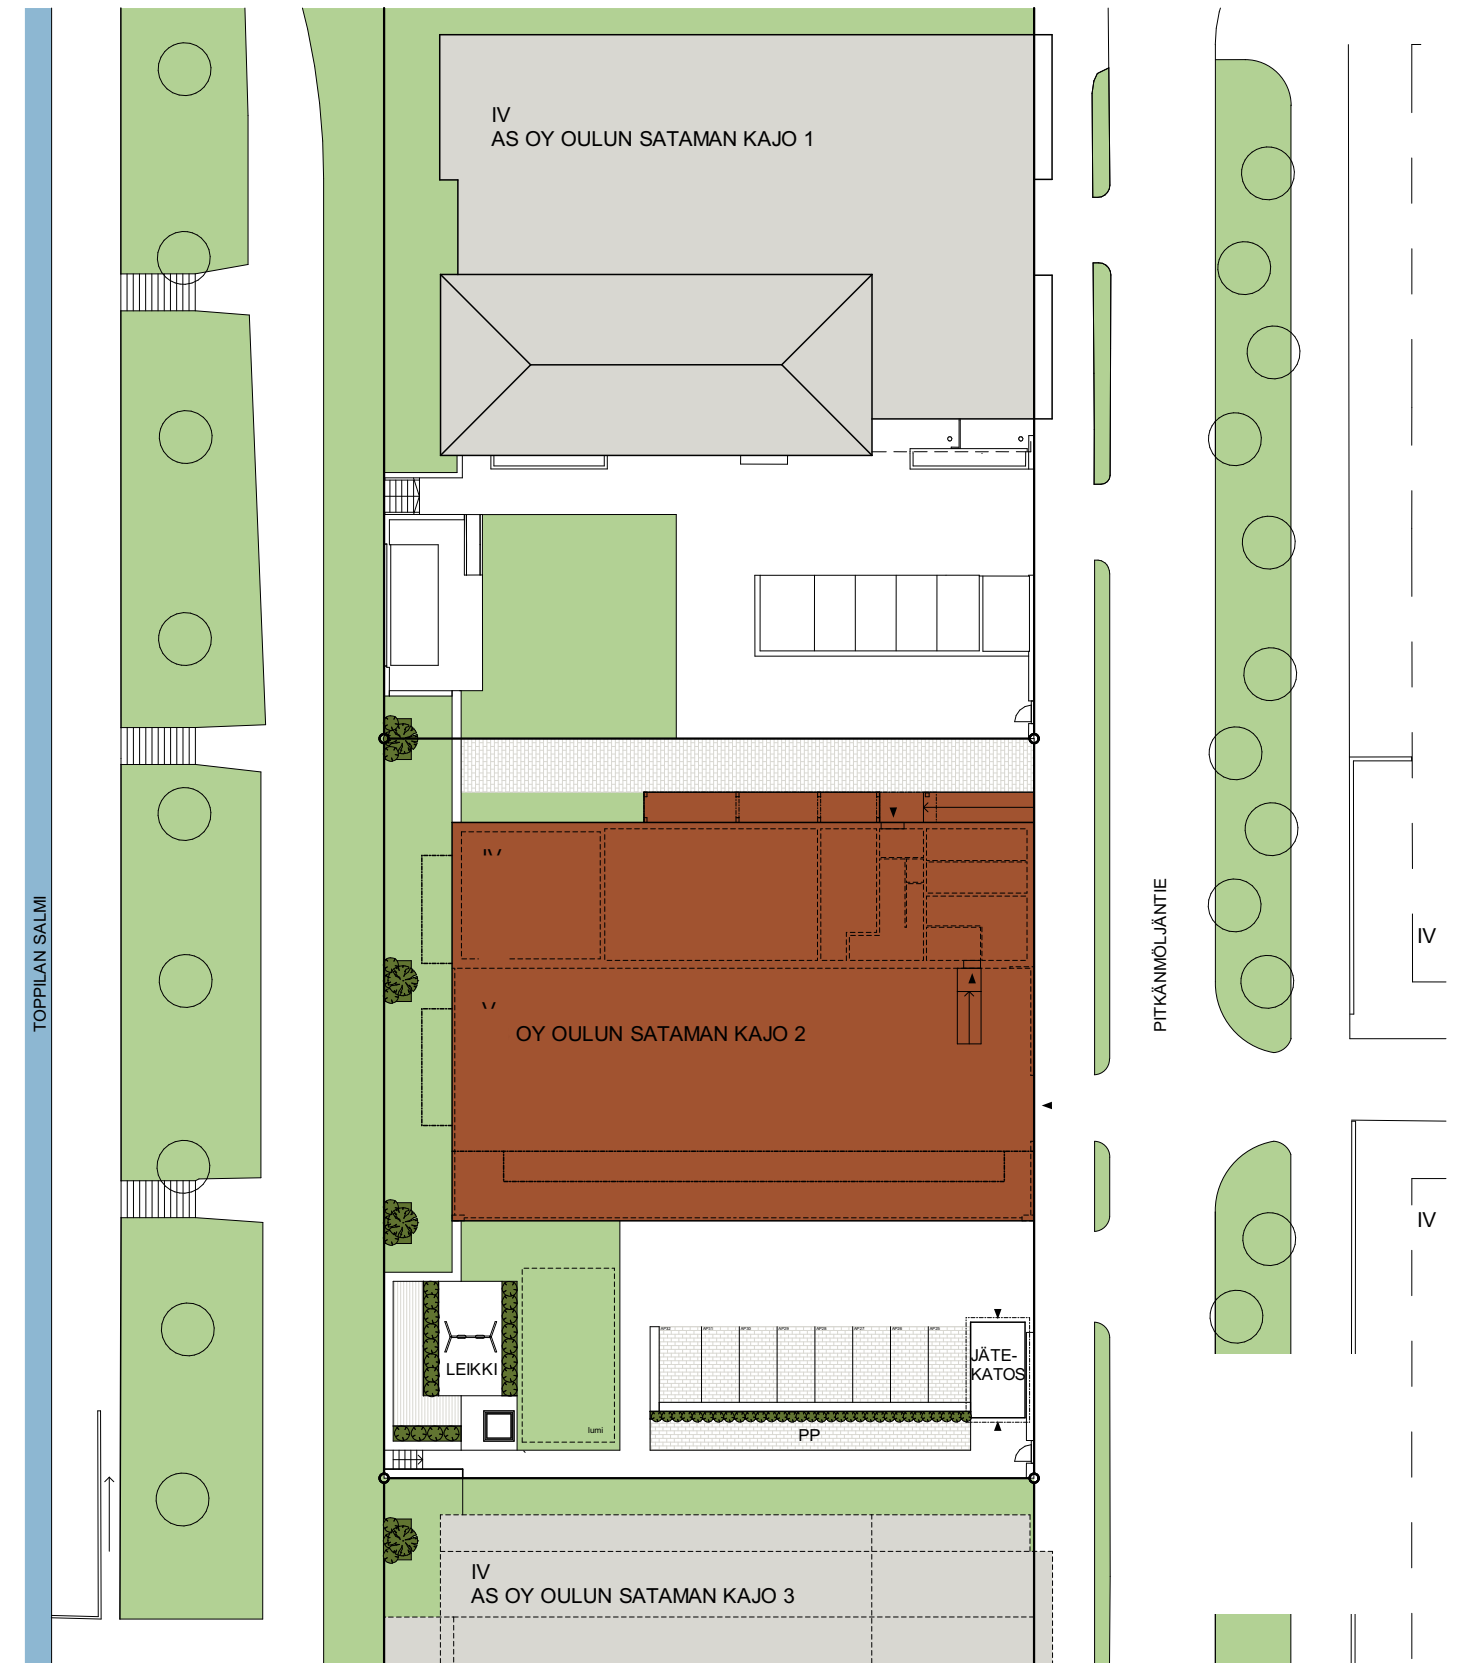 IV
AS OY OULUN SATAMAN KAJO 1
IV
V
OY OULUN SATAMAN KAJO 2
TOPPILAN SALMI
PITKÄNMÖLJÄNTIE
IV
IV
LEIKKI
lumi
JÄTE-
KATOS
PP
IV
AS OY OULUN SATAMAN KAJO 3